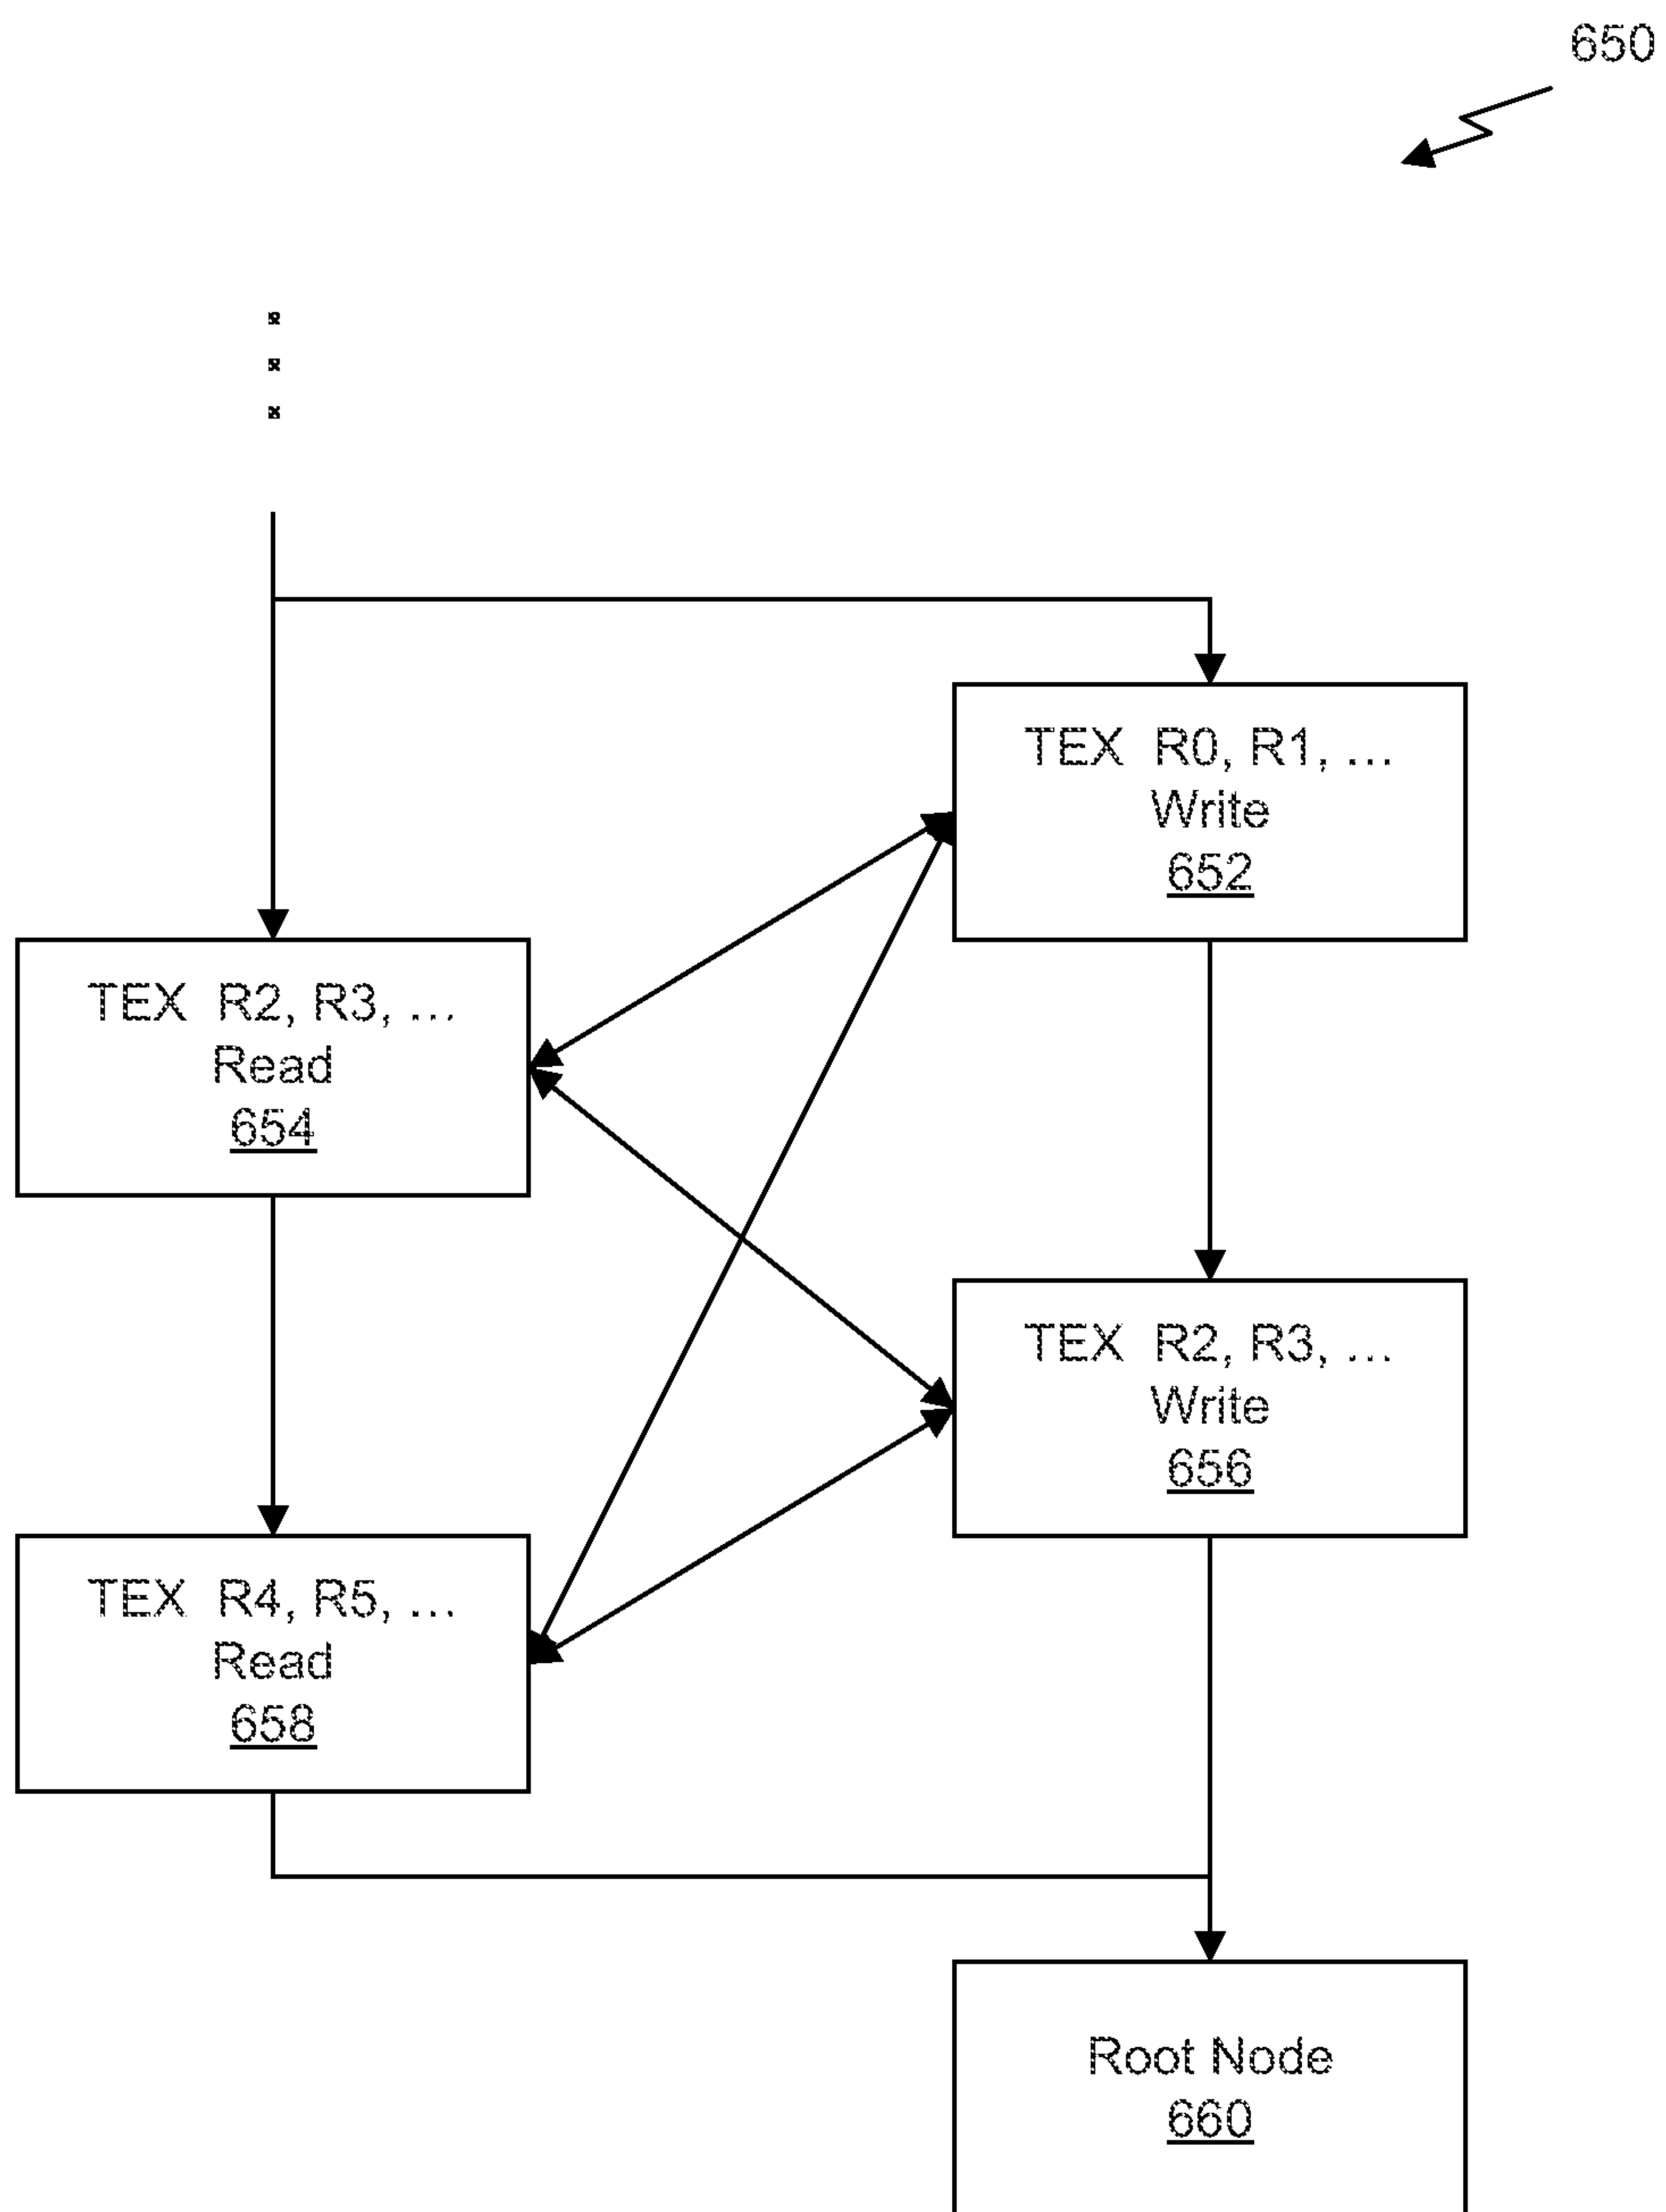 650
TEX R0, R1, ...
Write
652
TEX R2, R3, ...
Read
654
TEX R2, R3, ...
Write
656
TEX R4, R5, ...
Read
658
Root Node
660